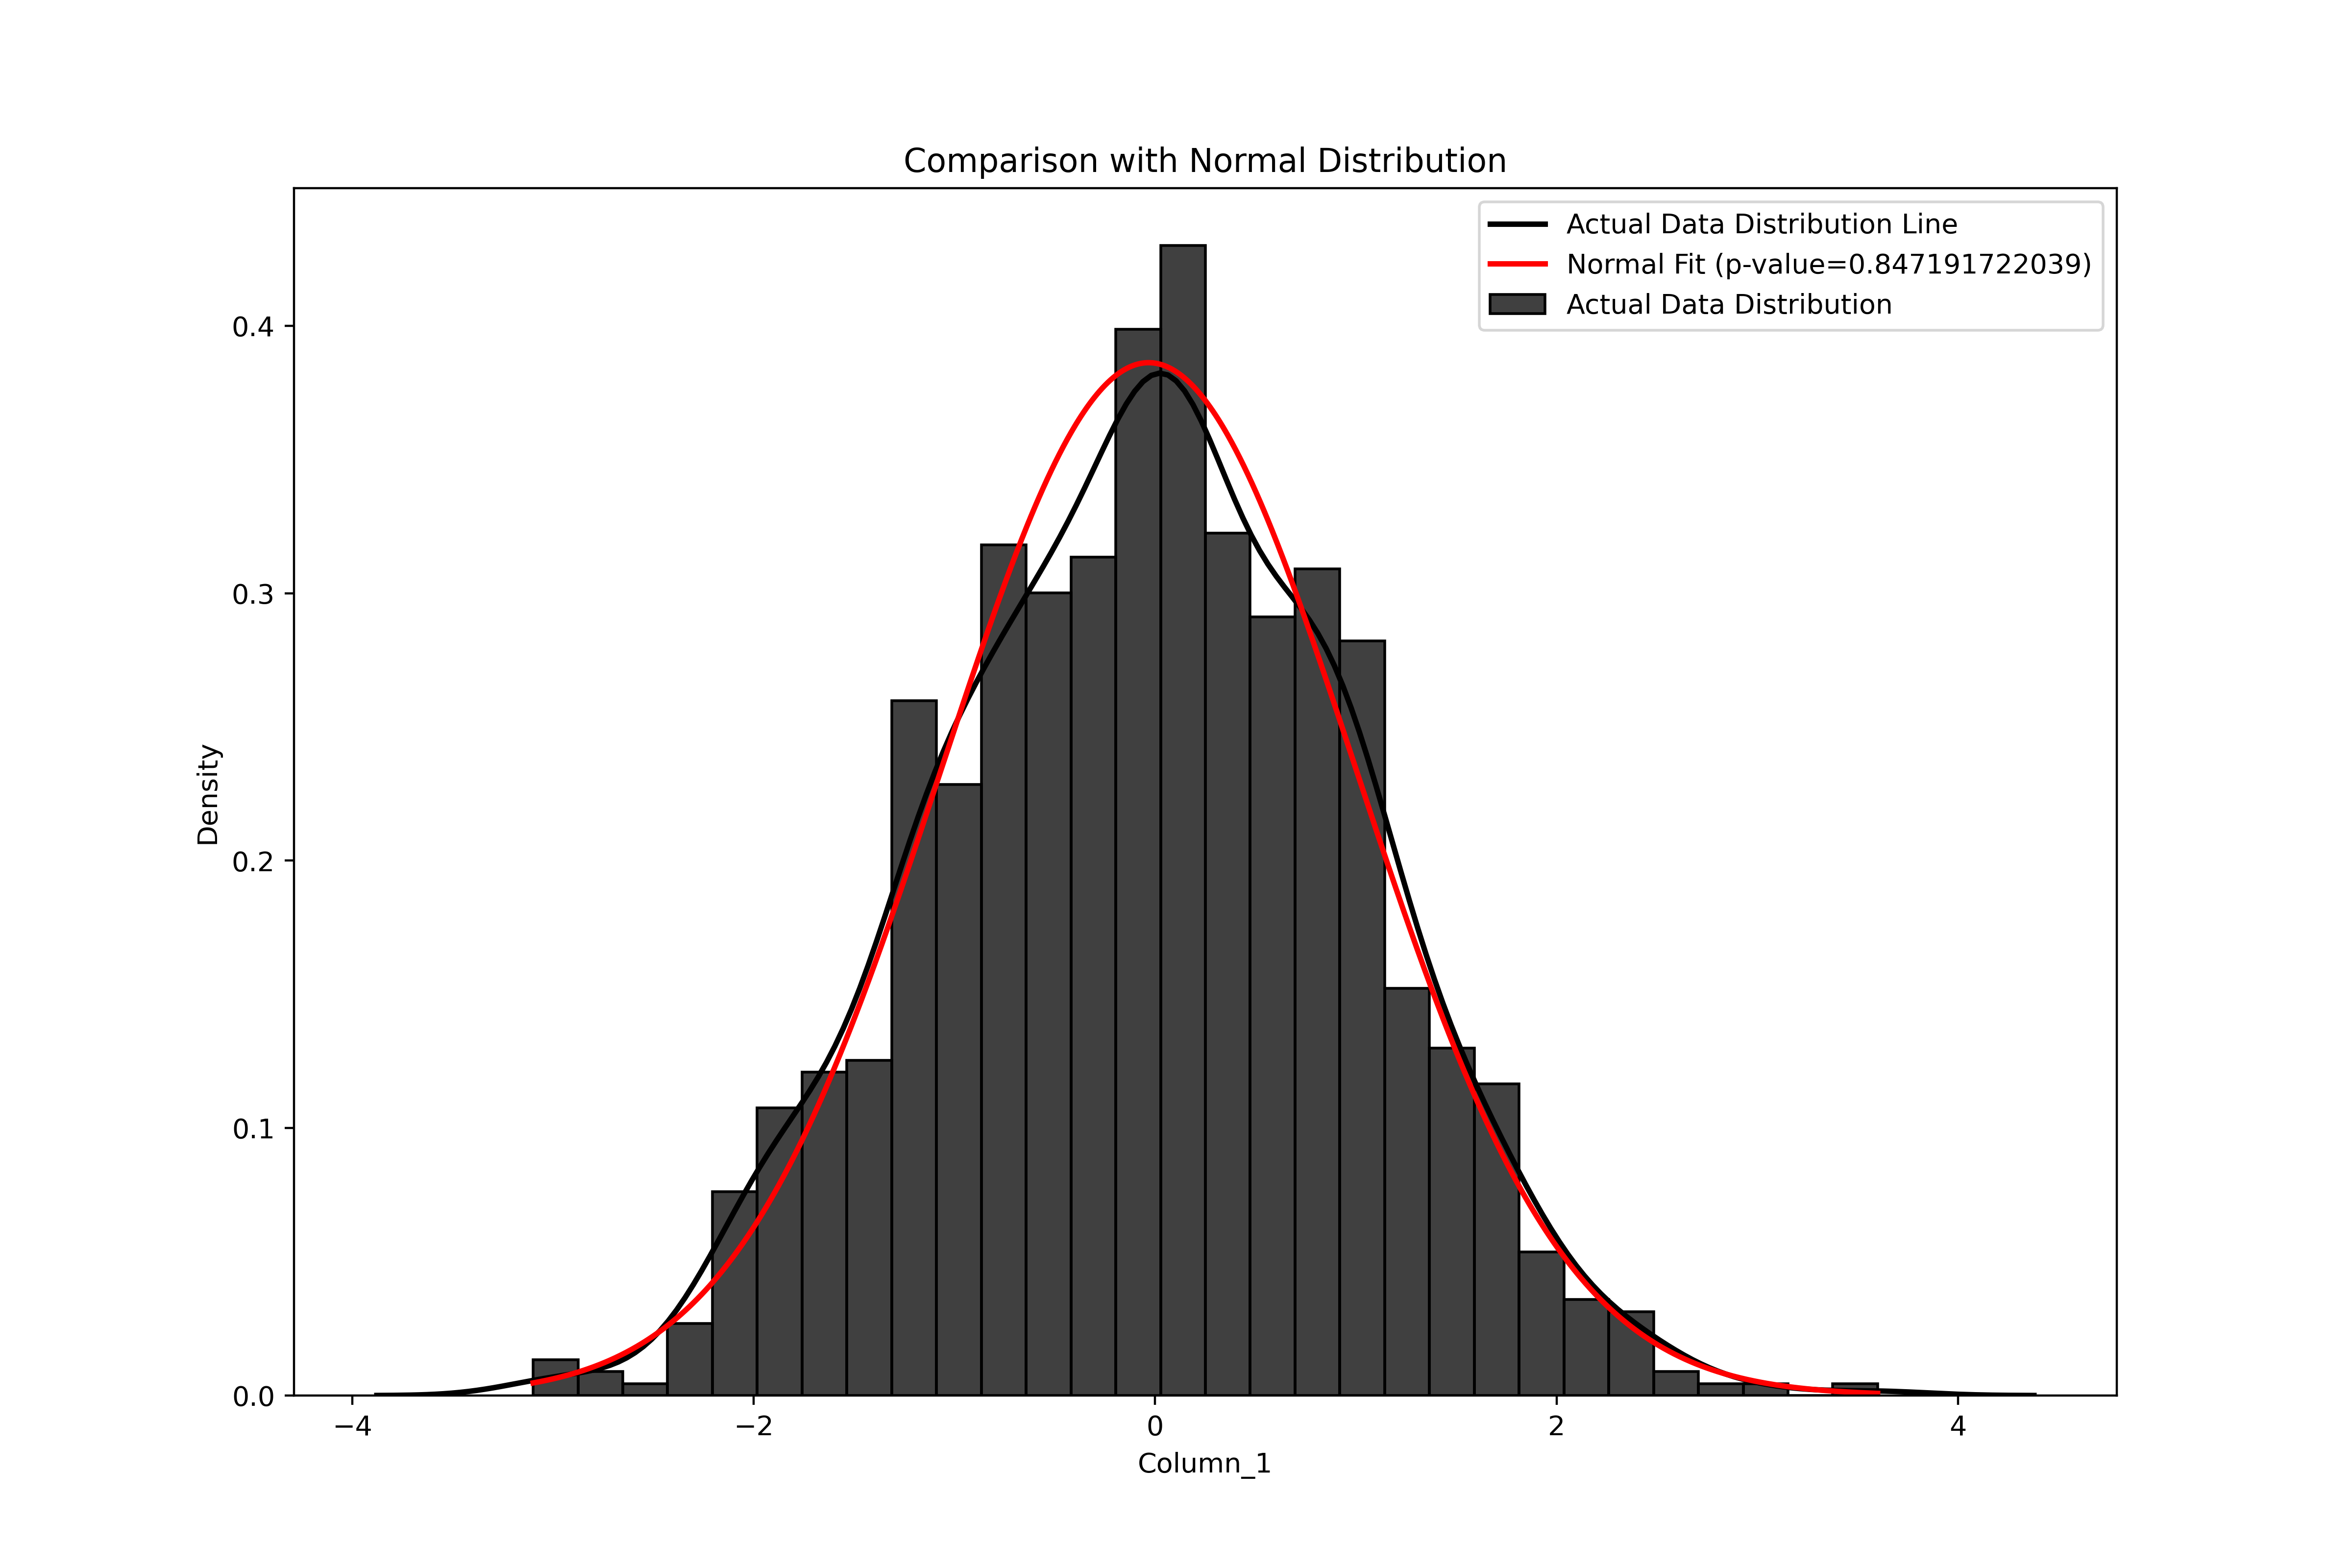 Comparison with Normal Distribution
Actual Data Distribution Line
Normal Fit (p-value=0.847191722039)
Actual Data Distribution
Density
0.4
0.3
0.2
0.1
0.0
−4 −2 0 2 4
Column_1